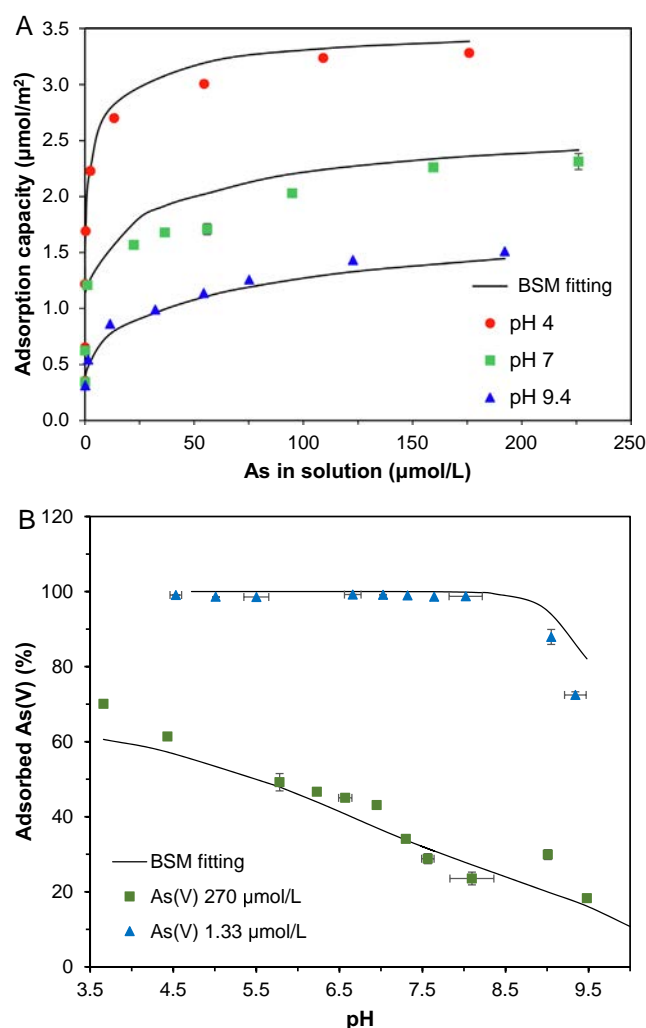 A
3.5
3.0
2.5
2.0
1.5
1.0
0.5
0.0
Adsorption capacity (µmol/m²)
BSM fitting
pH 4
pH 7
pH 9.4
0 50 100 150 200 250
As in solution (µmol/L)
B
120
100
80
60
40
20
0
Adsorbed As(V) (%)
BSM fitting
As(V) 270 µmol/L
As(V) 1.33 µmol/L
3.5 4.5 5.5 6.5 7.5 8.5 9.5
pH